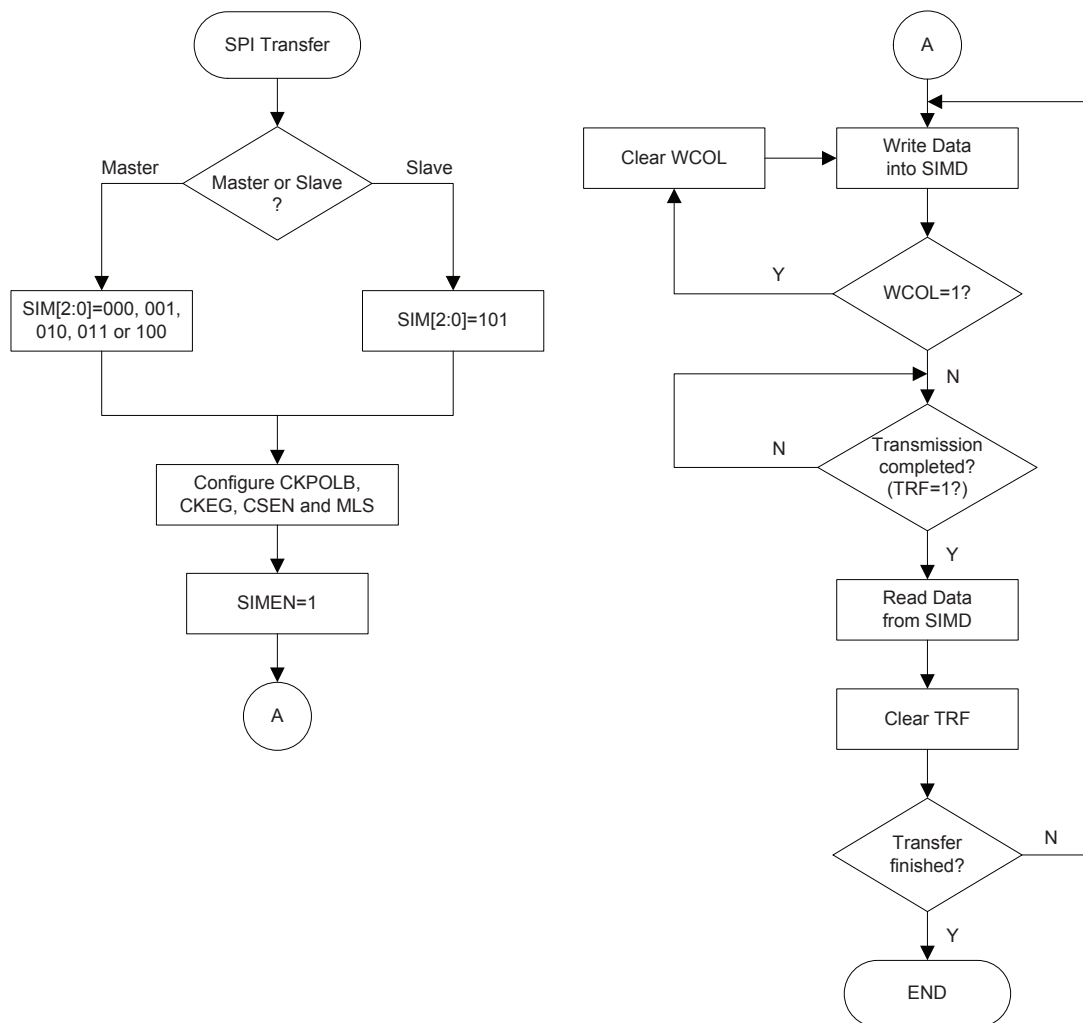 SPI Transfer
Master
Slave
Master or Slave
?
SIM[2:0]=000, 001,
010, 011 or 100
SIM[2:0]=101
Configure CKPOLB,
CKEG, CSEN and MLS
SIMEN=1
A
A
Clear WCOL
Write Data
into SIMD
Y
WCOL=1?
N
N
Transmission
completed?
(TRF=1?)
Y
Read Data
from SIMD
Clear TRF
Transfer
finished?
N
Y
END